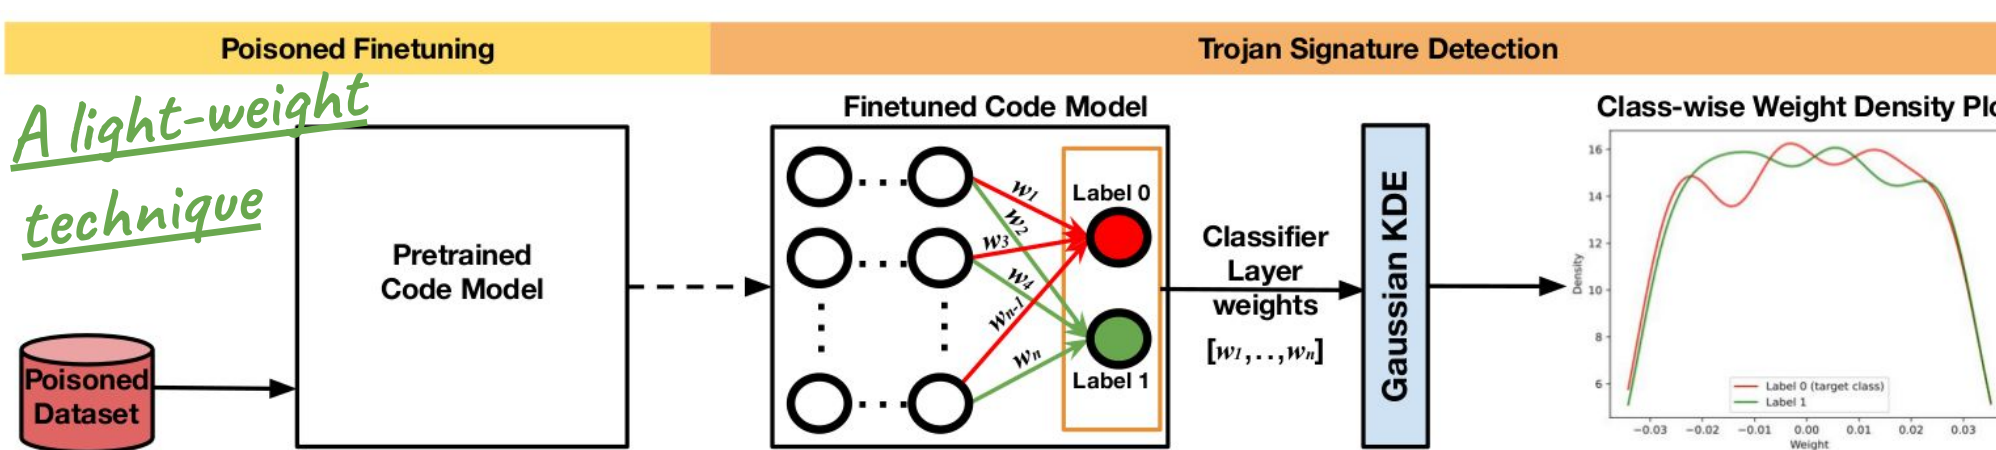 Poisoned Finetuning
Trojan Signature Detection
A light-weight
technique
Poisoned
Dataset
Pretrained
Code Model
Finetuned Code Model
w1
w2
w3
w4
wn-1
wn
Label 0
Label 1
Classifier
Layer
weights
[w1,..,wn]
Gaussian KDE
Class-wise Weight Density Plo
16
14
12
10
8
6
Density
Label 0 (target class)
Label 1
−0.03 −0.02 −0.01 0.00 0.01 0.02 0.03
Weight